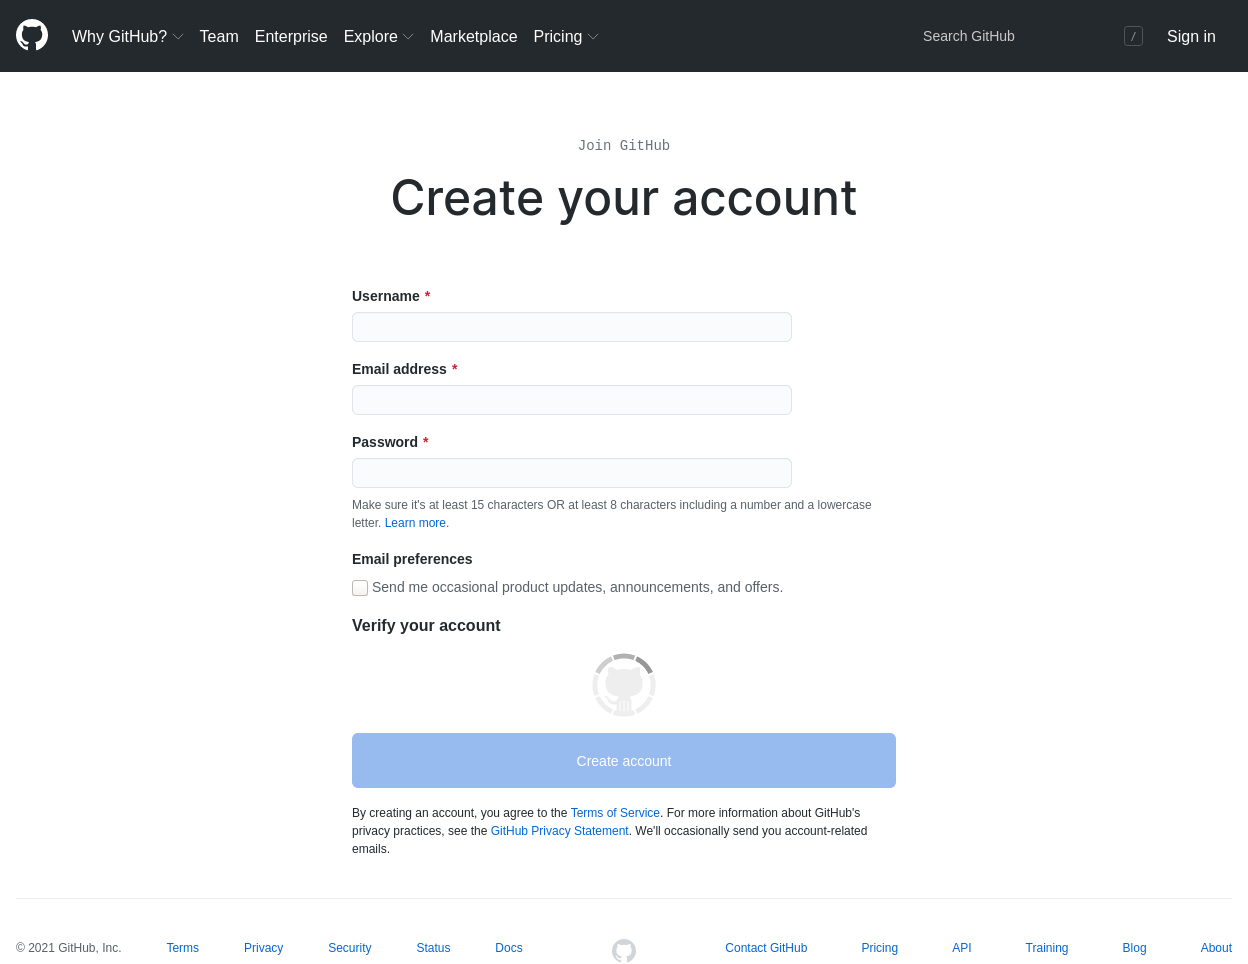 Why GitHub? Team Enterprise Explore Marketplace Pricing Search GitHub / Sign in
Join GitHub
Create your account
Username *
Email address *
Password *
Make sure it's at least 15 characters OR at least 8 characters including a number and a lowercase
letter. Learn more.
Email preferences
Send me occasional product updates, announcements, and offers.
Verify your account
Create account
By creating an account, you agree to the Terms of Service. For more information about GitHub's
privacy practices, see the GitHub Privacy Statement. We'll occasionally send you account-related
emails.
© 2021 GitHub, Inc. Terms Privacy Security Status Docs Contact GitHub Pricing API Training Blog About